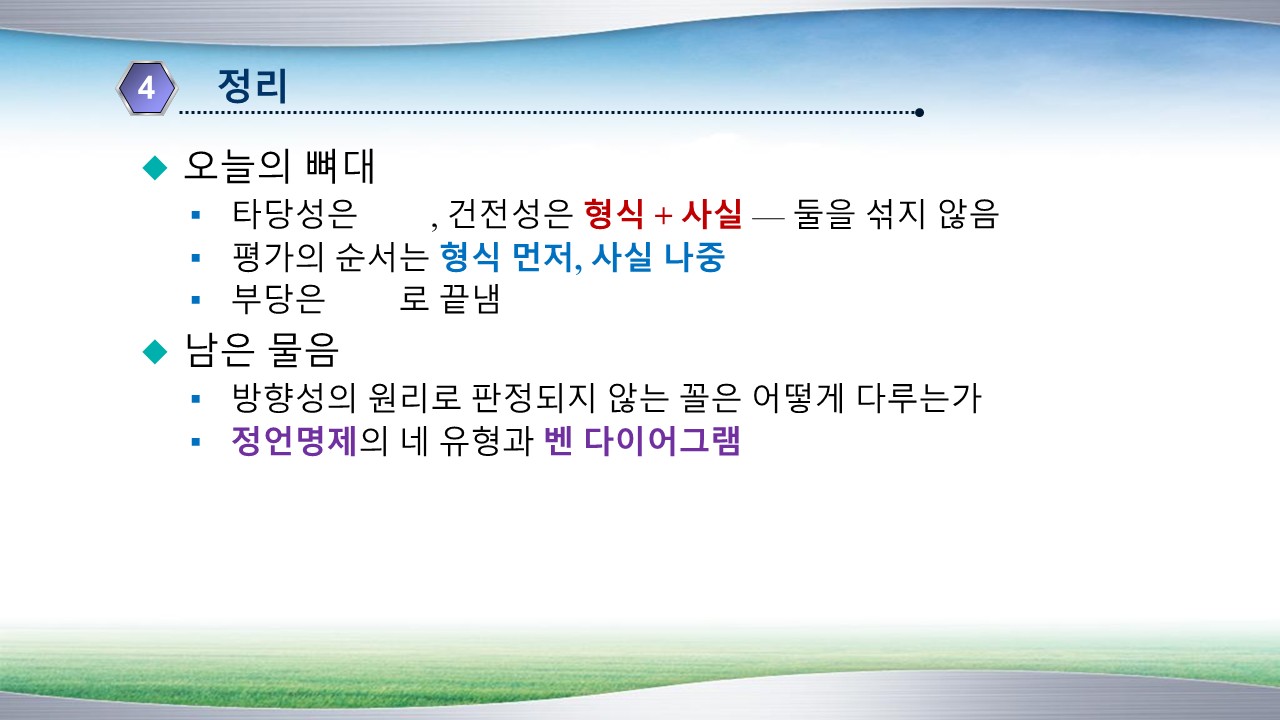 4 정리
오늘의 뼈대
타당성은 , 건전성은 형식 + 사실 — 둘을 섞지 않음
평가의 순서는 형식 먼저, 사실 나중
부당은 로 끝냄
남은 물음
방향성의 원리로 판정되지 않는 꼴은 어떻게 다루는가
정언명제의 네 유형과 벤 다이어그램